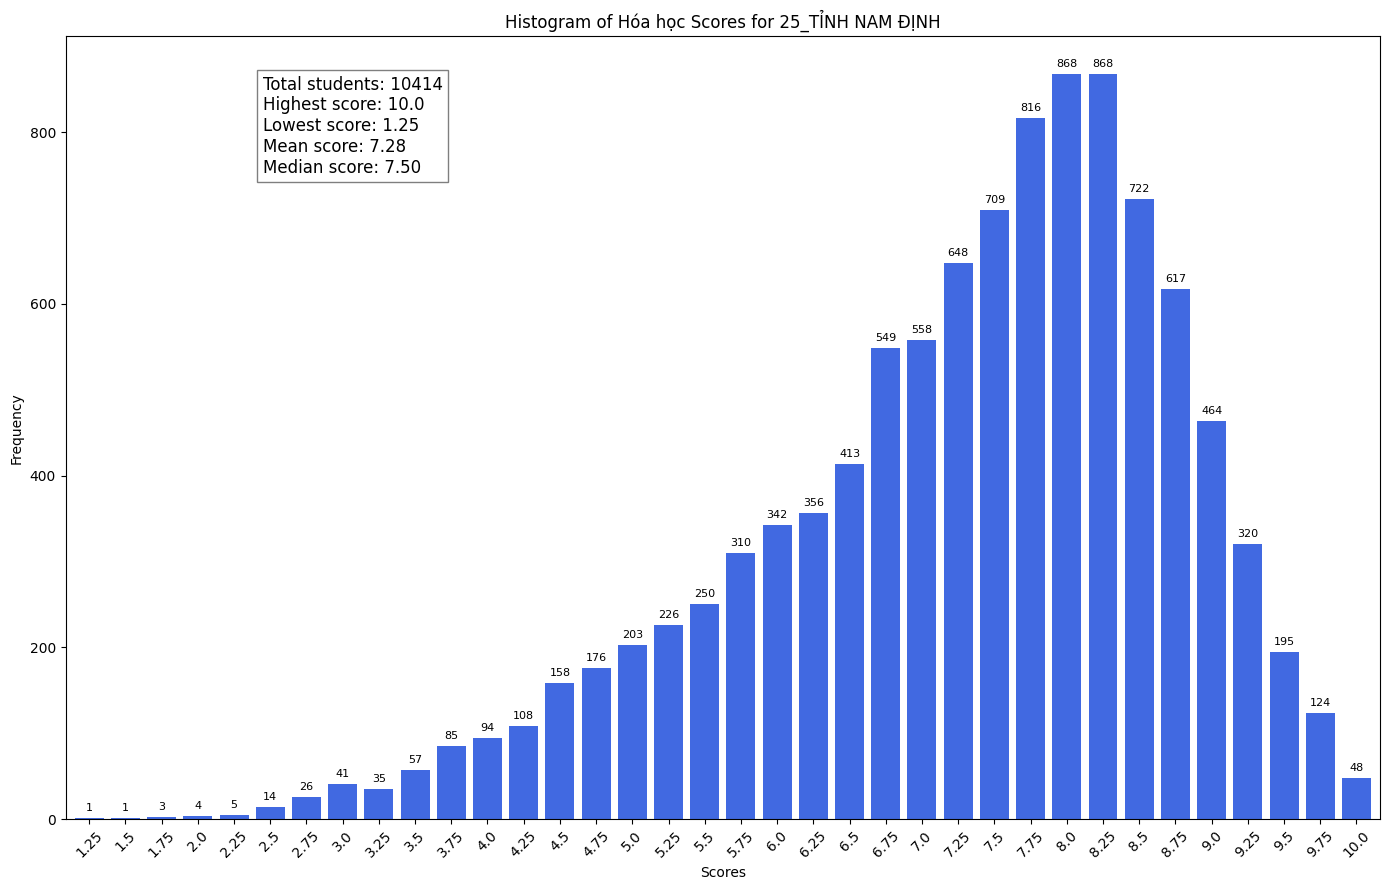 Histogram of Hóa học Scores for 25_TỈNH NAM ĐỊNH
Total students: 10414
Highest score: 10.0
Lowest score: 1.25
Mean score: 7.28
Median score: 7.50
Frequency
800
600
400
200
0
1 1 3 4 5 14 26 41 35 57 85 94 108 158 176 203 226 250 310 342 356 413 549 558 648 709 816 868 868 722 617 464 320 195 124 48
1.25 1.5 1.75 2.0 2.25 2.5 2.75 3.0 3.25 3.5 3.75 4.0 4.25 4.5 4.75 5.0 5.25 5.5 5.75 6.0 6.25 6.5 6.75 7.0 7.25 7.5 7.75 8.0 8.25 8.5 8.75 9.0 9.25 9.5 9.75 10.0
Scores